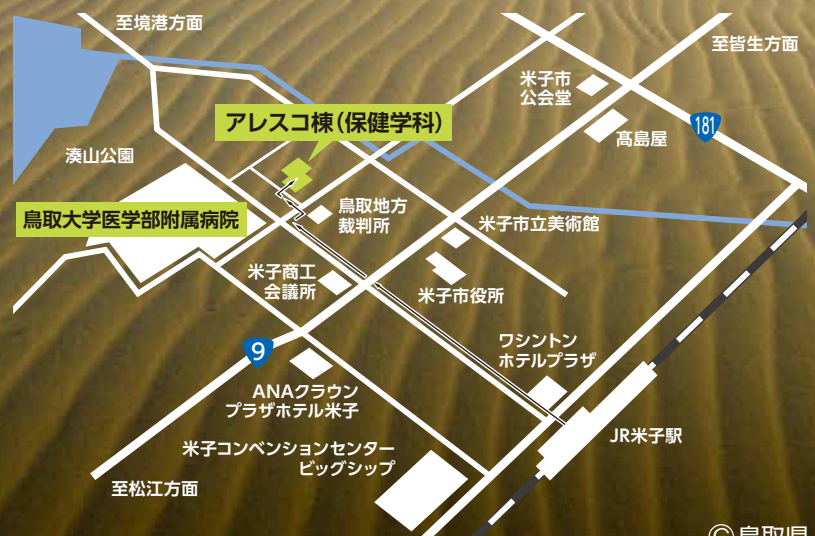 至境港方面
至皆生方面
米子市
公会堂
アレスコ棟(保健学科)
181
髙島屋
湊山公園
鳥取大学医学部附属病院
鳥取地方
裁判所
米子市立美術館
米子商工
会議所
米子市役所
9
ワシントン
ホテルプラザ
ANAクラウン
プラザホテル米子
JR米子駅
米子コンベンションセンター
ビッグシップ
至松江方面
©鳥取県